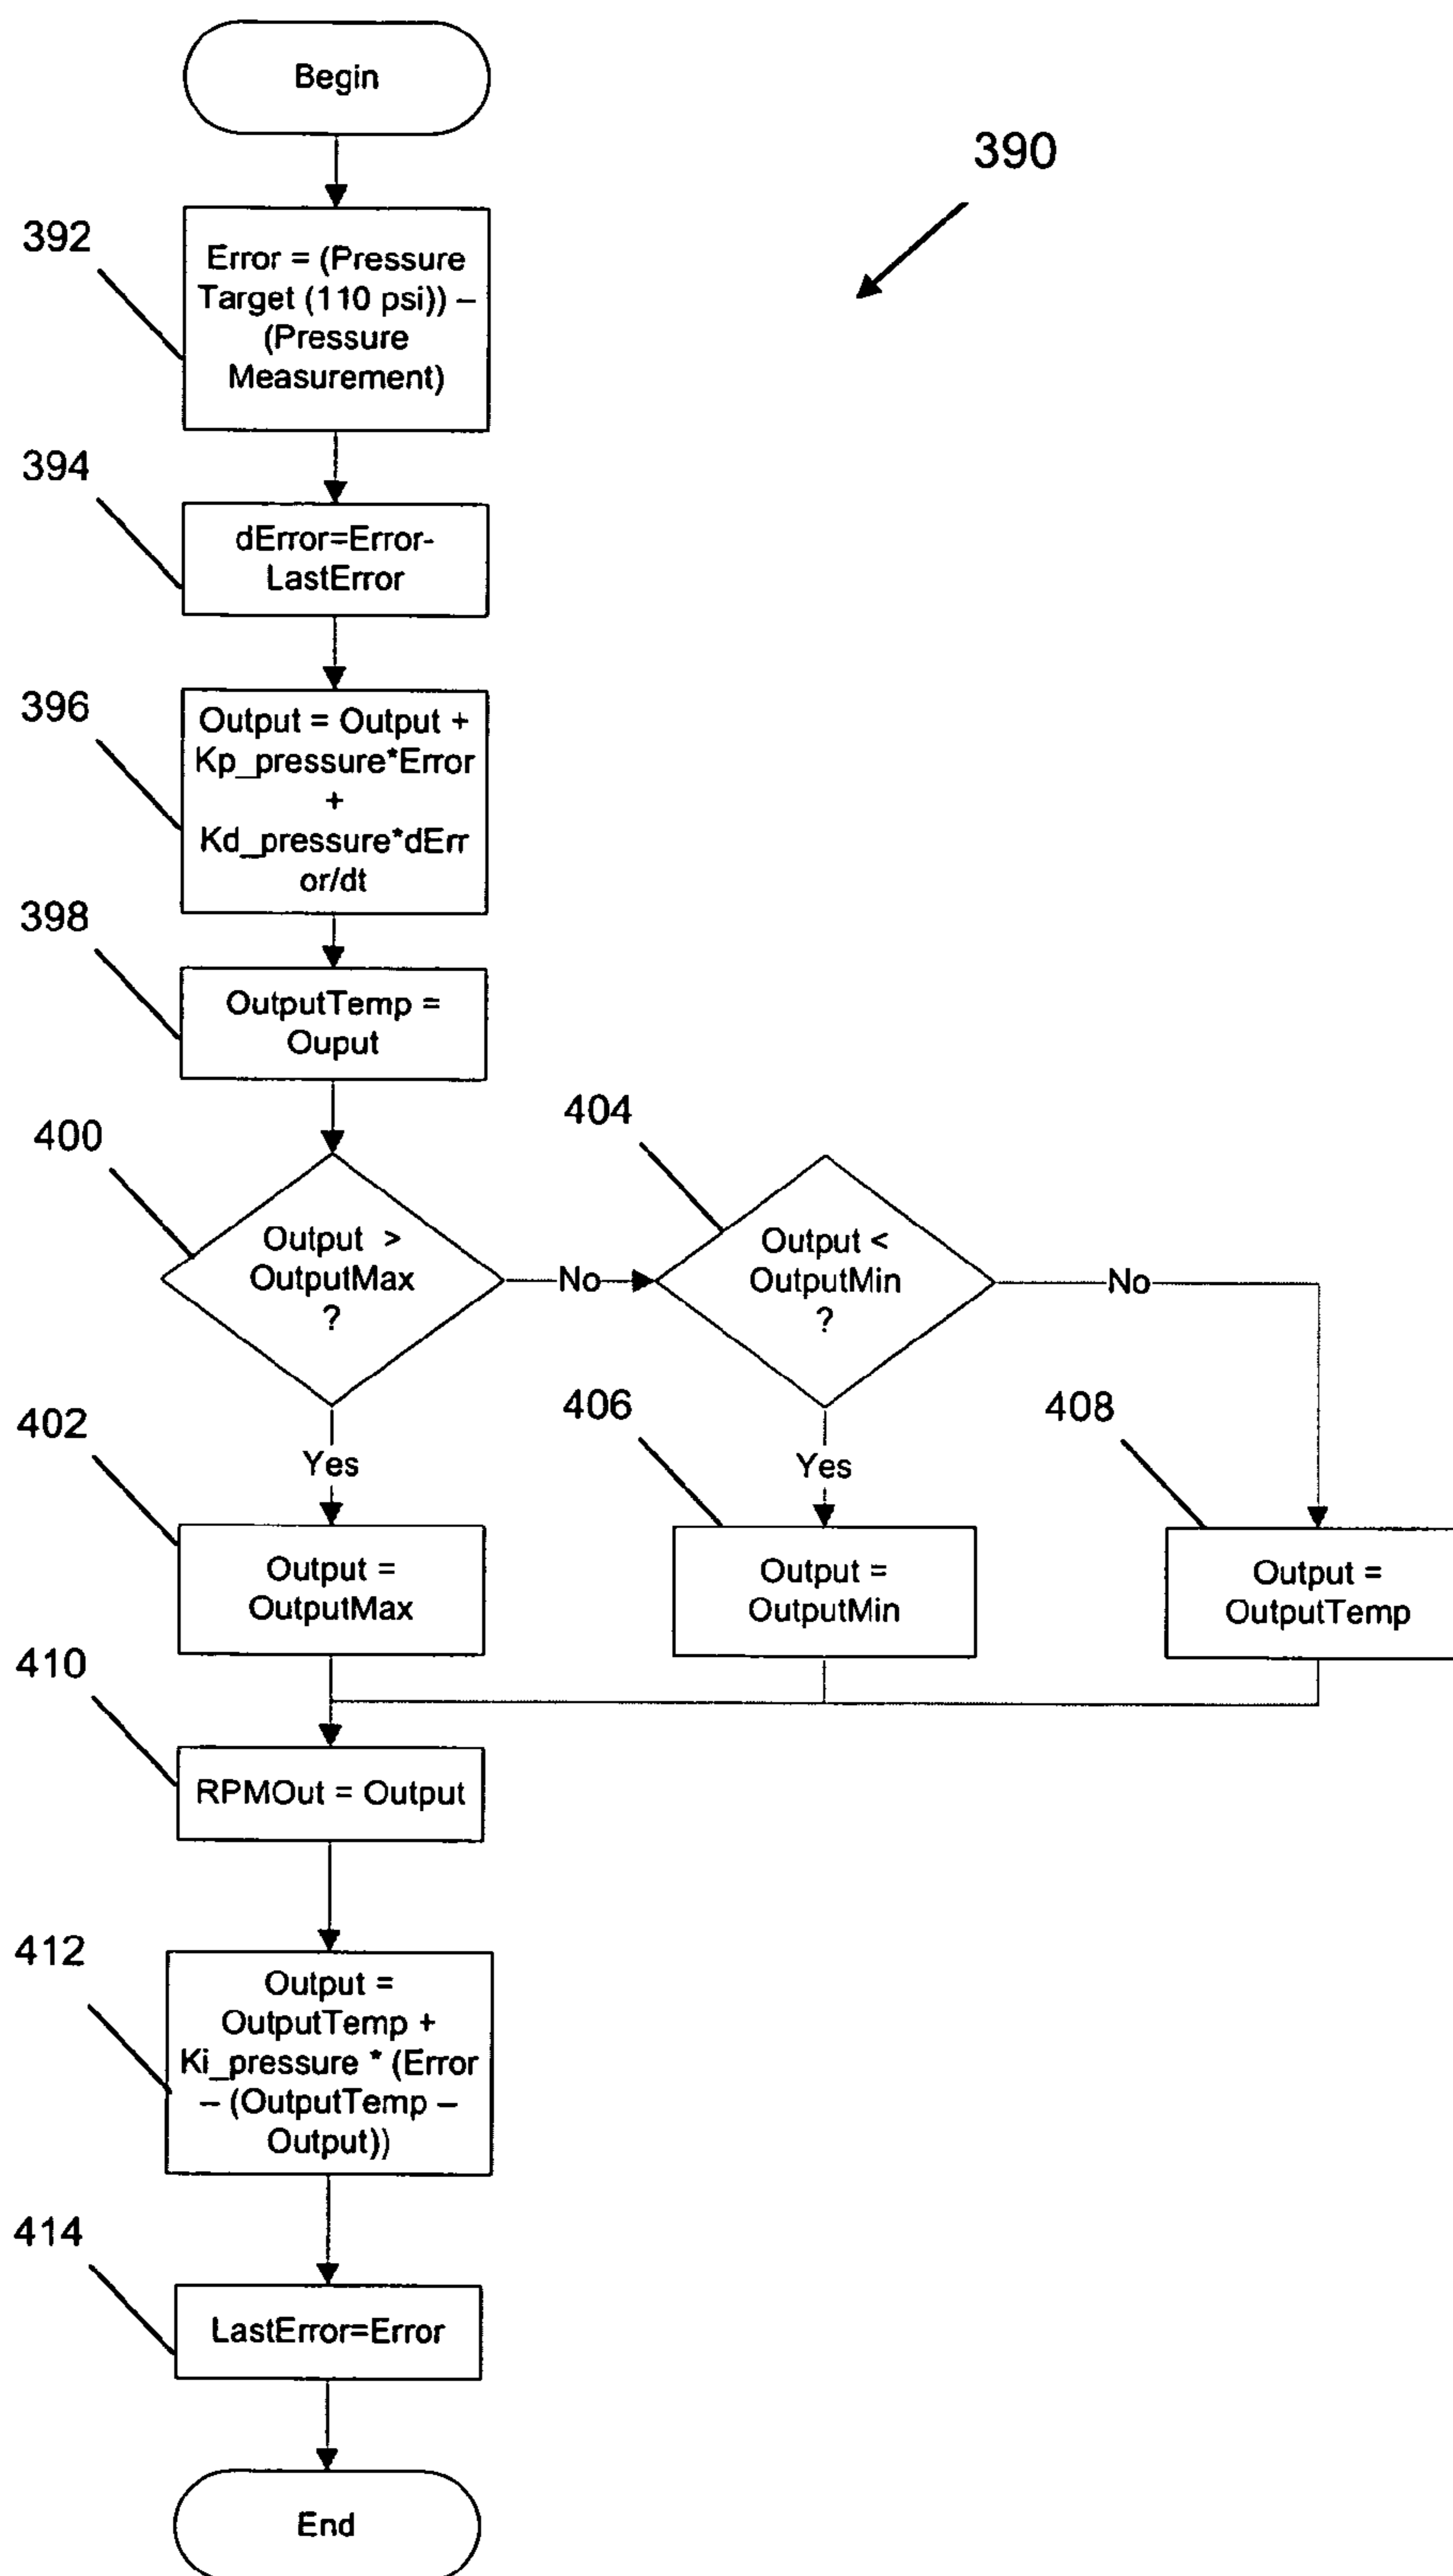 Begin
390
392
Error = (Pressure
Target (110 psi)) –
(Pressure
Measurement)
394
dError=Error-
LastError
396
Output = Output +
Kp_pressure*Error
+
Kd_pressure*dErr
or/dt
398
OutputTemp =
Ouput
400
Output >
OutputMax
?
No
404
Output <
OutputMin
?
No
Yes
Yes
402
Output =
OutputMax
406
Output =
OutputMin
408
Output =
OutputTemp
410
RPMOut = Output
412
Output =
OutputTemp +
Ki_pressure * (Error
– (OutputTemp –
Output))
414
LastError=Error
End